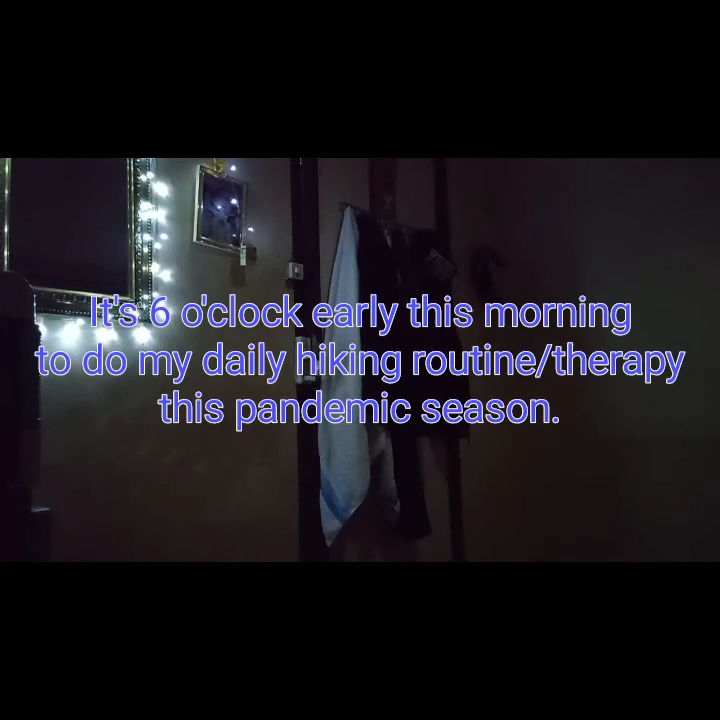 It's 6 o'clock early this morning
to do my daily hiking routine/therapy
this pandemic season.